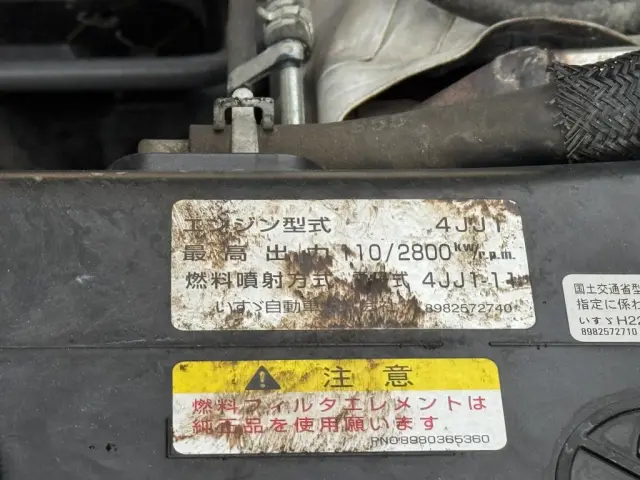 エンジン型式 4JJ1
最高出力 110/2800 kw/r.p.m.
燃料噴射方式 式 4JJ1-11
いすゞ自動車 8982572740
注意
燃料フィルタエレメントは
純正品を使用願います
PNO8980365360
国土交通省型
指定に係わ
いすゞH22
8982572710